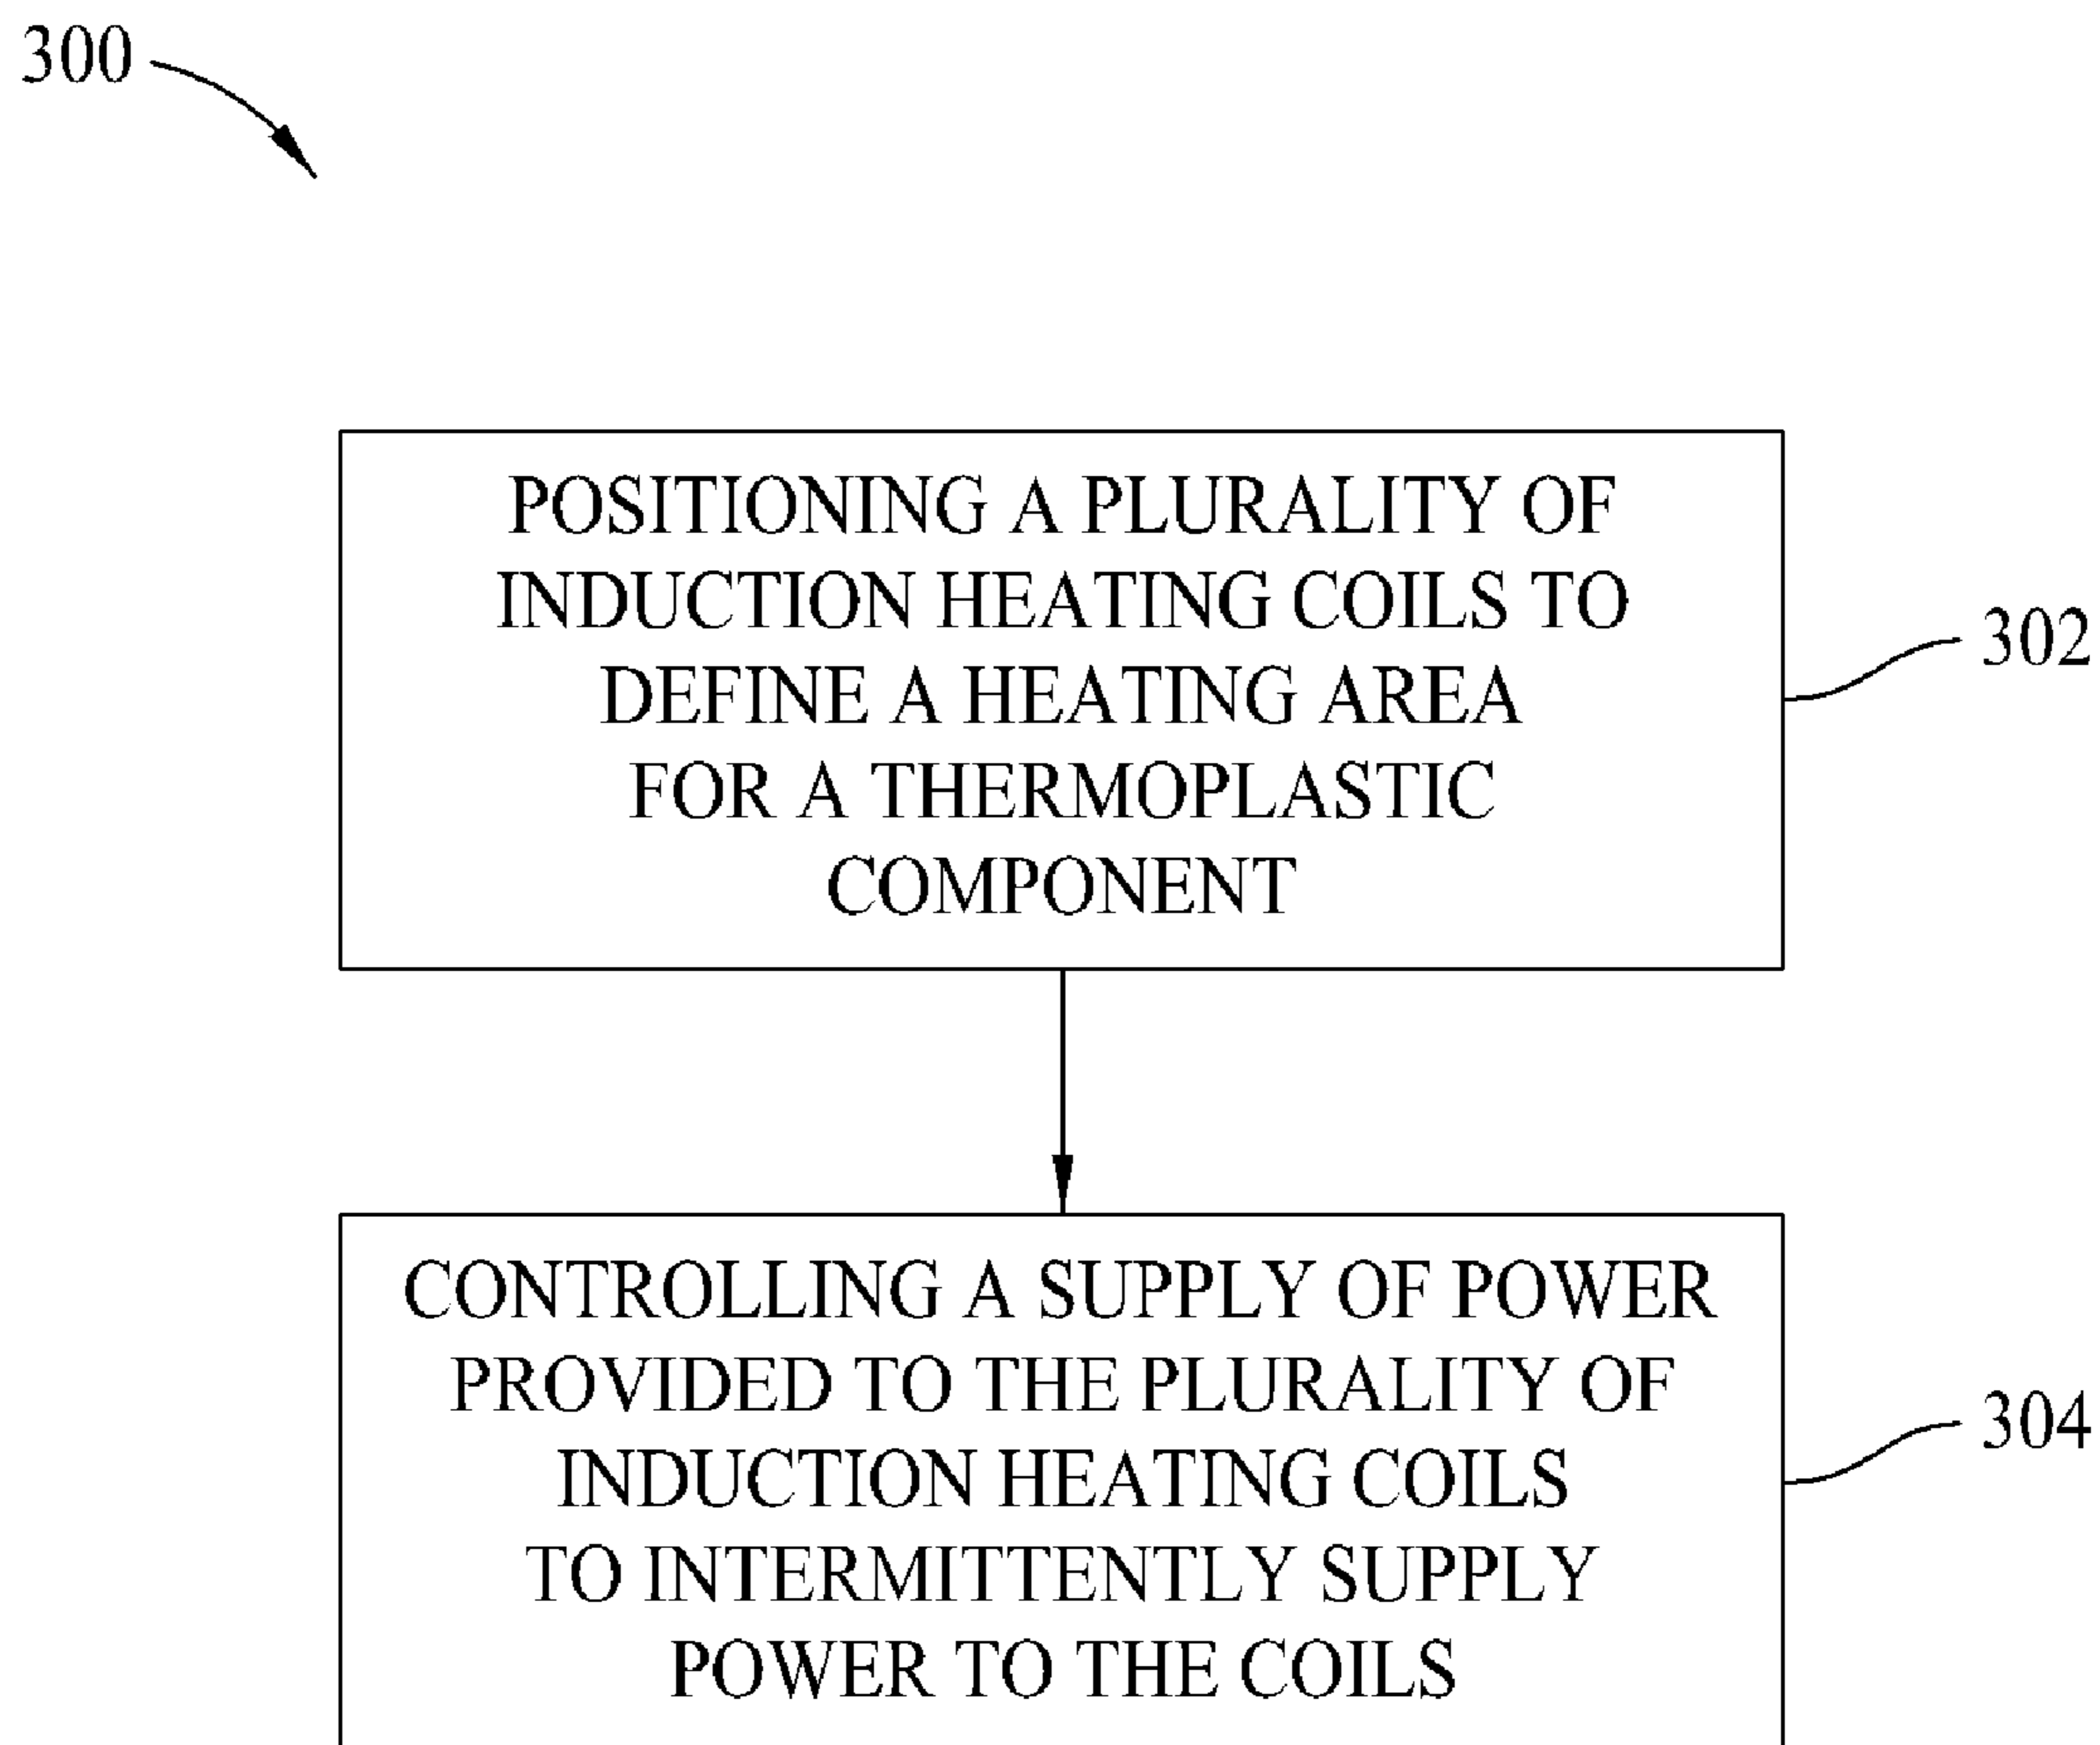 300
POSITIONING A PLURALITY OF
INDUCTION HEATING COILS TO
DEFINE A HEATING AREA
FOR A THERMOPLASTIC
COMPONENT
302
CONTROLLING A SUPPLY OF POWER
PROVIDED TO THE PLURALITY OF
INDUCTION HEATING COILS
TO INTERMITTENTLY SUPPLY
POWER TO THE COILS
304